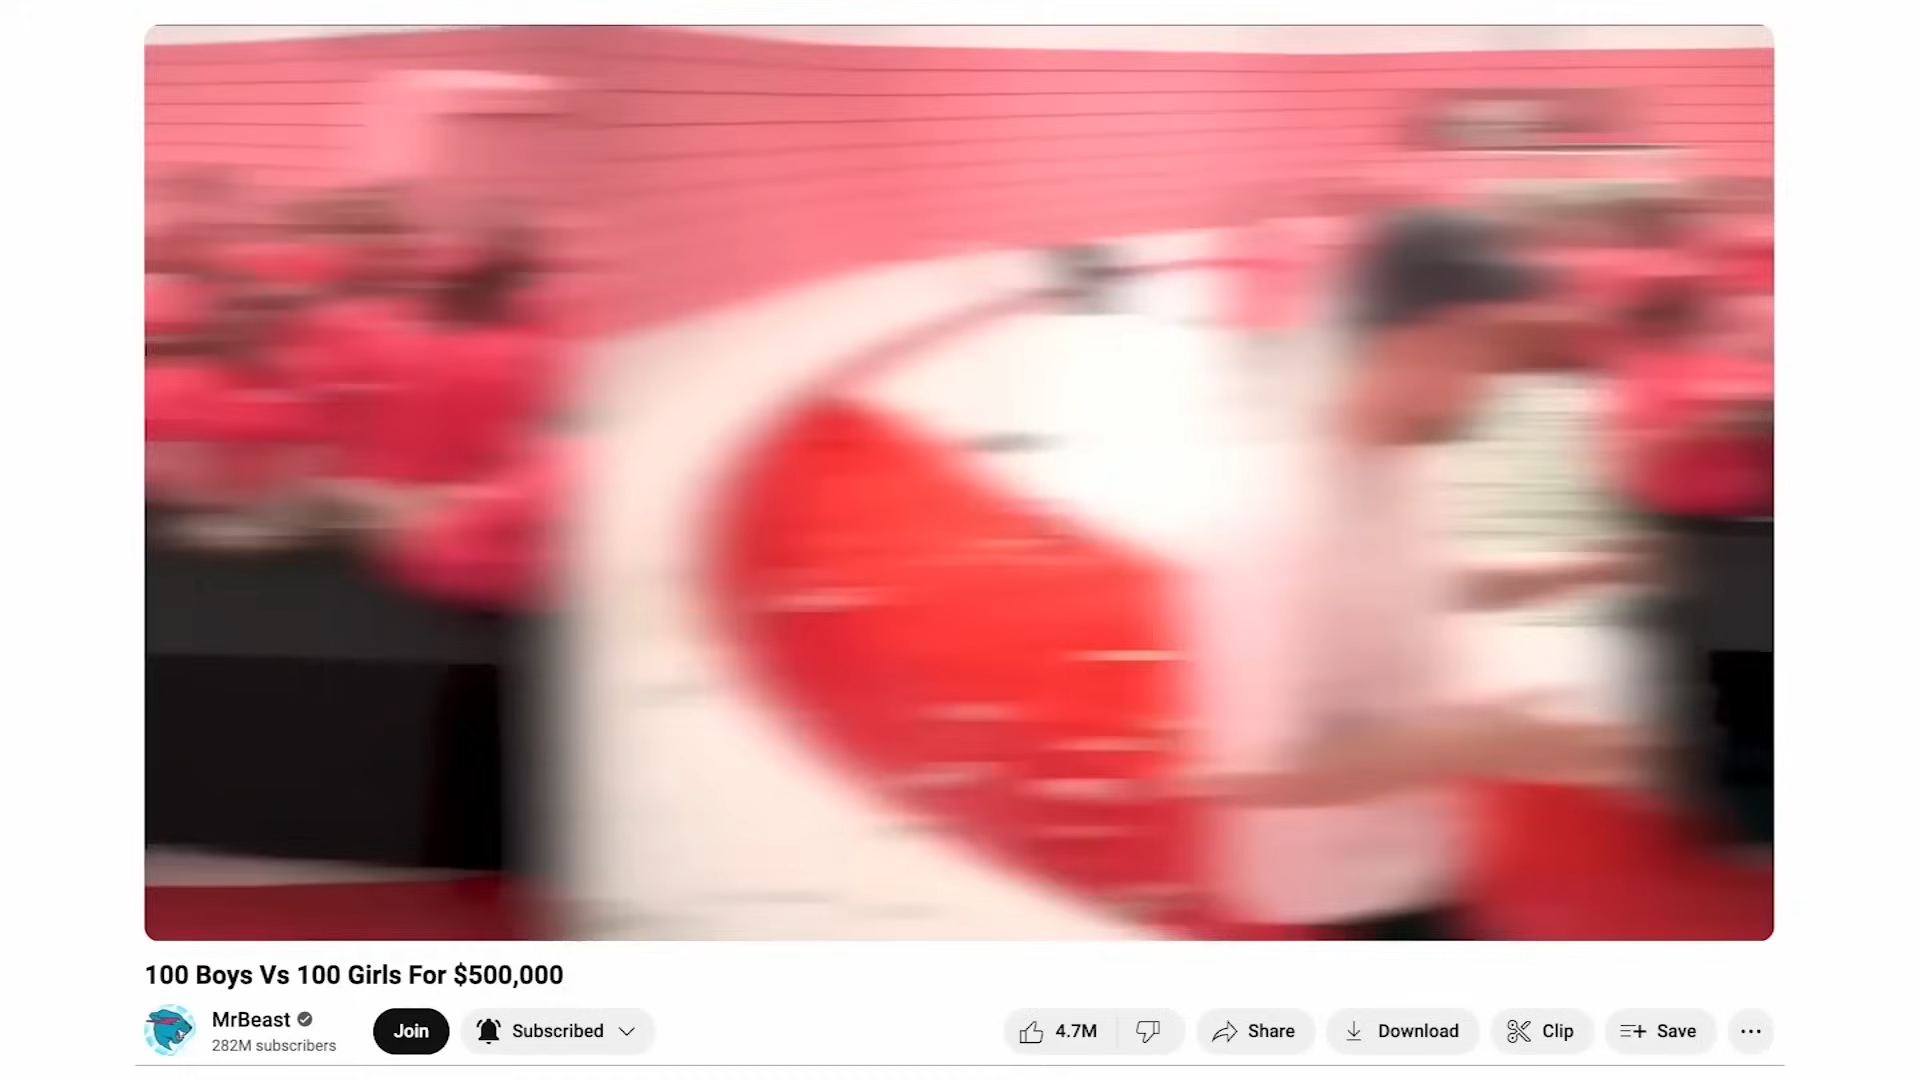 100 Boys Vs 100 Girls For $500,000
MrBeast
282M subscribers
Join
Subscribed
4.7M
Share
Download
Clip
Save